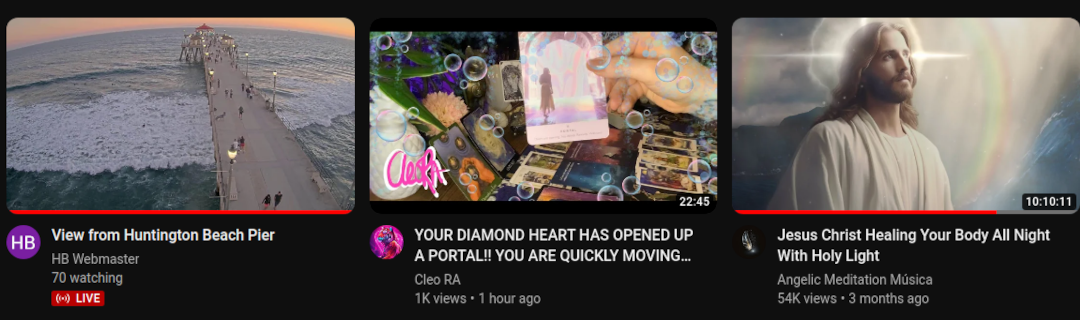 Cleo RA
22:45
10:10:11
HB
View from Huntington Beach Pier
HB Webmaster
70 watching
LIVE
YOUR DIAMOND HEART HAS OPENED UP
A PORTAL!! YOU ARE QUICKLY MOVING...
Cleo RA
1K views • 1 hour ago
Jesus Christ Healing Your Body All Night
With Holy Light
Angelic Meditation Música
54K views • 3 months ago